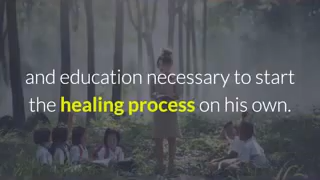 and education necessary to start
the healing process on his own.